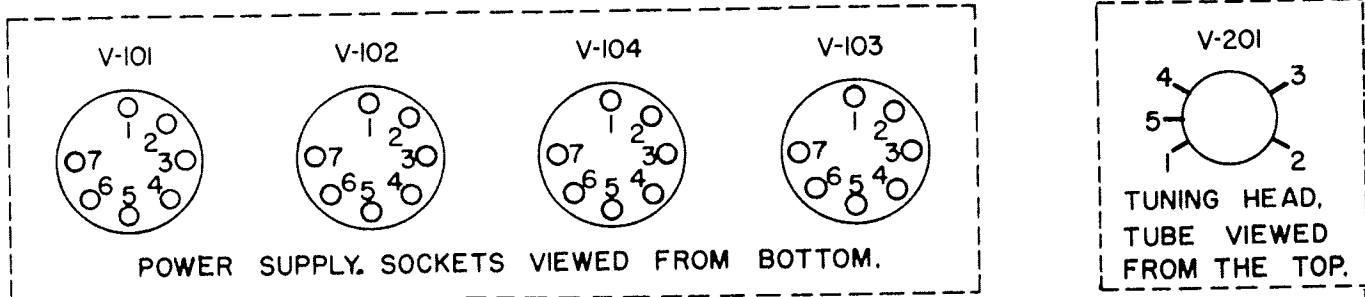 V-101 V-102 V-104 V-103
1 2 3 4 5 6 7
1 2 3 4 5 6 7
1 2 3 4 5 6 7
1 2 3 4 5 6 7
POWER SUPPLY. SOCKETS VIEWED FROM BOTTOM.
V-201
4 3
5
1 2
TUNING HEAD,
TUBE VIEWED
FROM THE TOP.